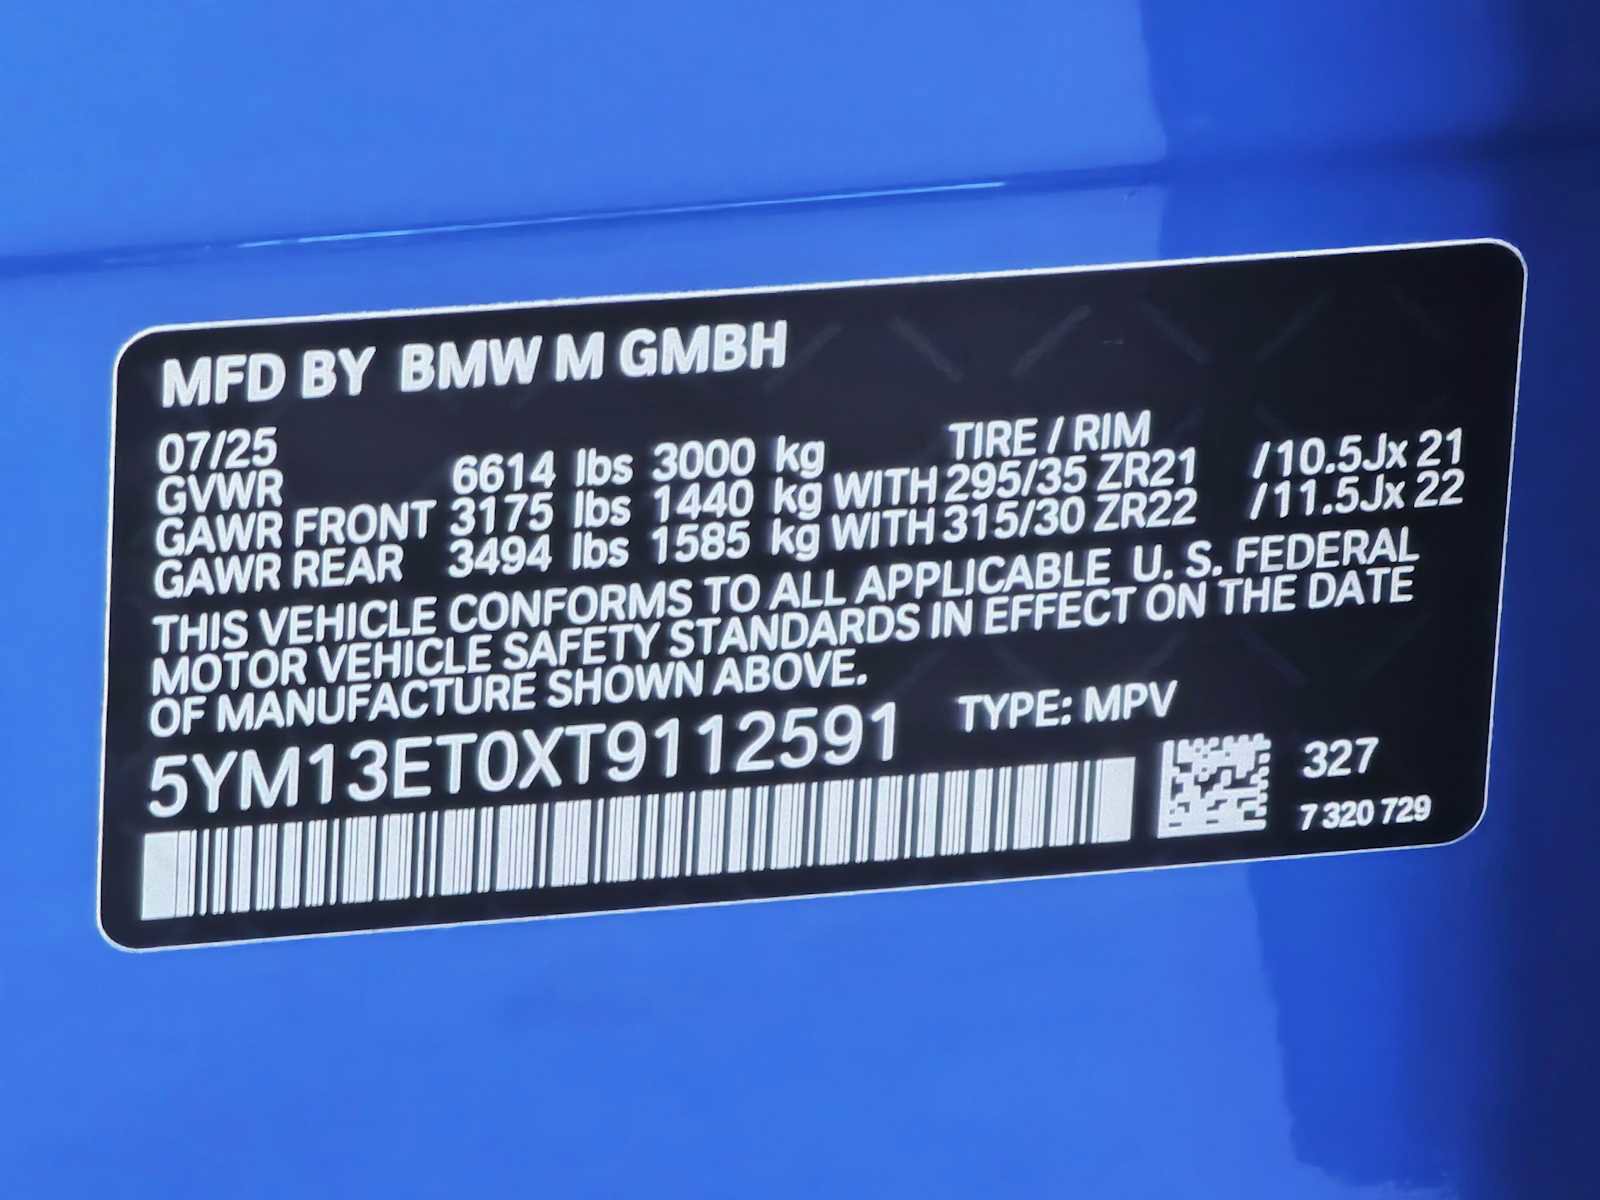 MFD BY BMW M GMBH
07/25 TIRE / RIM
GVWR 6614 lbs 3000 kg
GAWR FRONT 3175 lbs 1440 kg WITH 295/35 ZR21 /10.5Jx 21
GAWR REAR 3494 lbs 1585 kg WITH 315/30 ZR22 /11.5Jx 22
THIS VEHICLE CONFORMS TO ALL APPLICABLE U. S. FEDERAL
MOTOR VEHICLE SAFETY STANDARDS IN EFFECT ON THE DATE
OF MANUFACTURE SHOWN ABOVE.
5YM13ET0XT9112591 TYPE: MPV
327
7 320 729